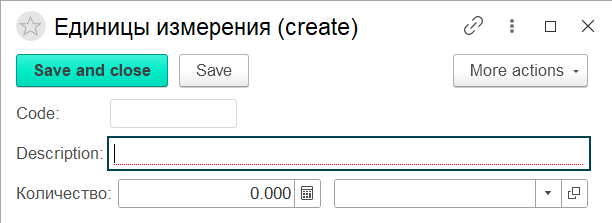 Единицы измерения (create)
Save and close Save More actions
Code:
Description:
Количество: 0.000